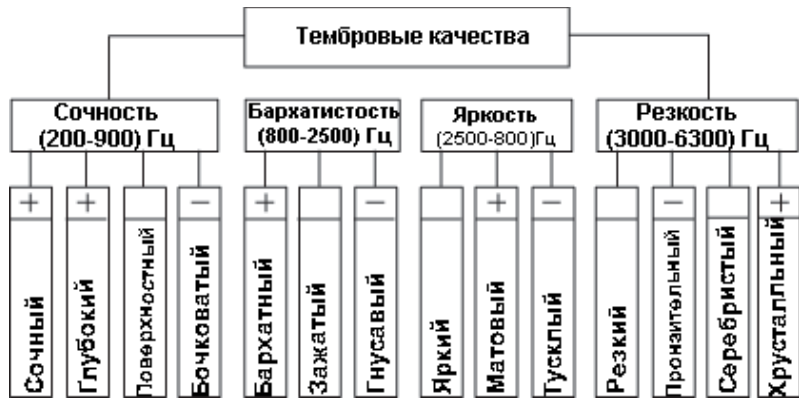 Тембровые качества
Сочность
(200-900) Гц
Бархатистость
(800-2500) Гц
Яркость
(2500-800)Гц
Резкость
(3000-6300) Гц
+
+
−
+
−
+
−
−
+
Сочный
Глубокий
Поверхностный
Бочковатый
Бархатный
Зажатый
Гнусавый
Яркий
Матовый
Тусклый
Резкий
Пронзительный
Серебристый
Хрусталльный